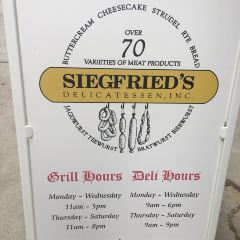 BUTTERCREAM CHEESECAKE STRUDEL RYE BREAD
OVER
70
VARIETIES OF MEAT PRODUCTS
SIEGFRIED'S
DELICATESSEN, INC.
JAGDWURST TEEWURST BRATWURST BIERWURST
Grill Hours Deli Hours
Monday - Wednesday Monday - Wednesday
11am - 5pm 9am - 6pm
Thursday - Saturday Thursday - Saturday
11am - 8pm 9am - 9pm